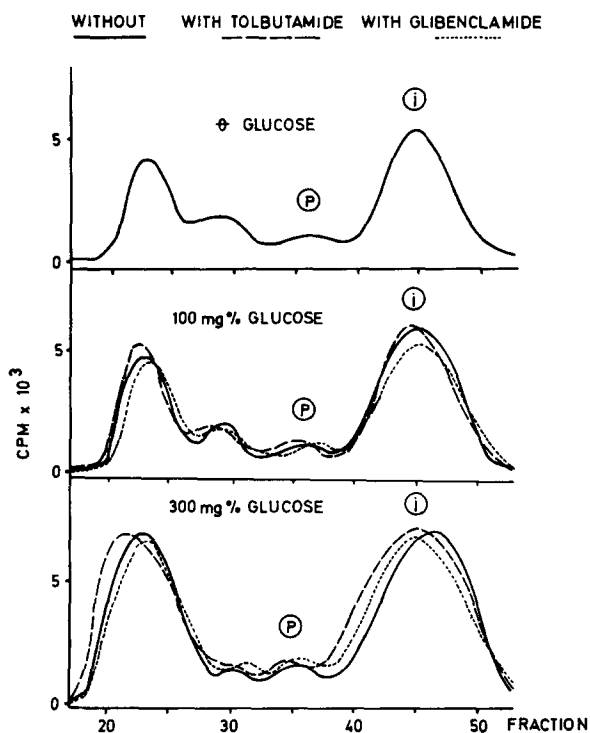 WITHOUT WITH TOLBUTAMIDE WITH GLIBENCLAMIDE
i
5
θ GLUCOSE
P
0
i
100 mg% GLUCOSE
5
P
0
CPM x 10³
i
300 mg% GLUCOSE
5
P
0
20 30 40 50 FRACTION